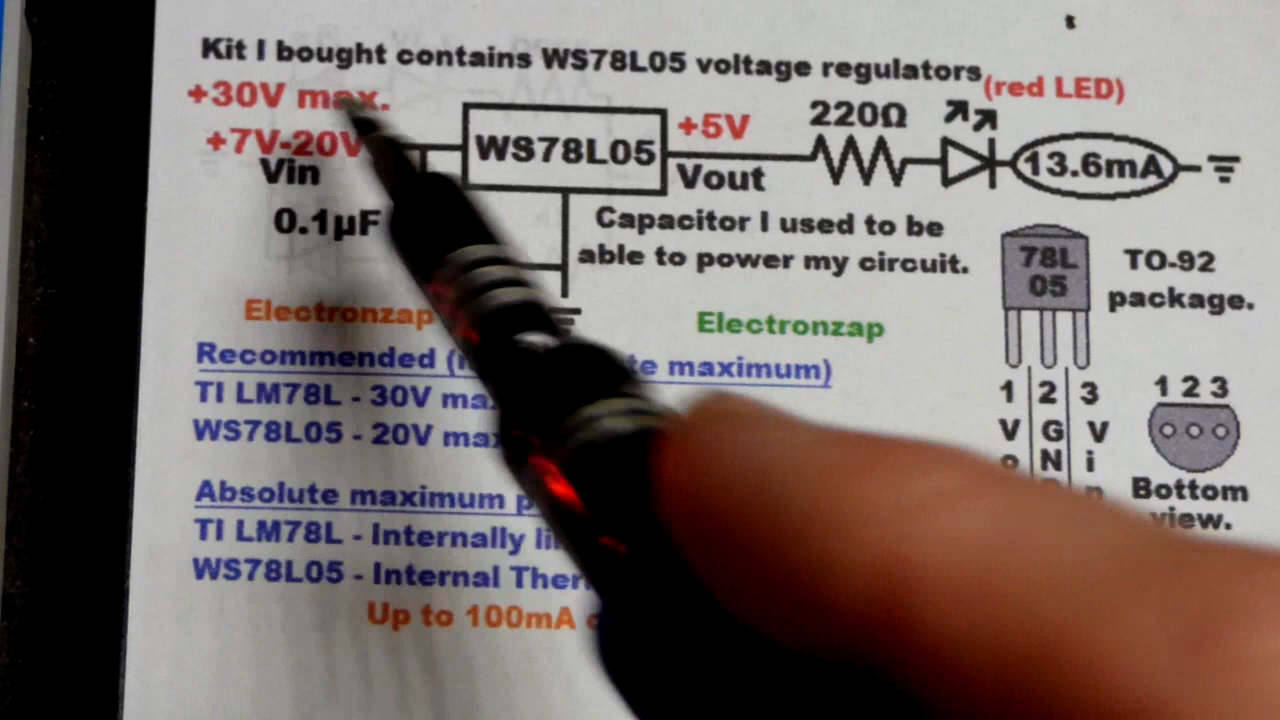 Kit I bought contains WS78L05 voltage regulators
(red LED)
+30V max.
+7V-20V
Vin
0.1µF
WS78L05
+5V
Vout
220Ω
13.6mA
Capacitor I used to be
able to power my circuit.
78L
05
TO-92
package.
Electronzap
Electronzap
Recommended maximum)
TI LM78L - 30V
WS78L05 - 20V
1 2 3
V G V
N i
1 2 3
Bottom
view.
Absolute maximum
TI LM78L - Internally
WS78L05 - Internal
Up to 100mA